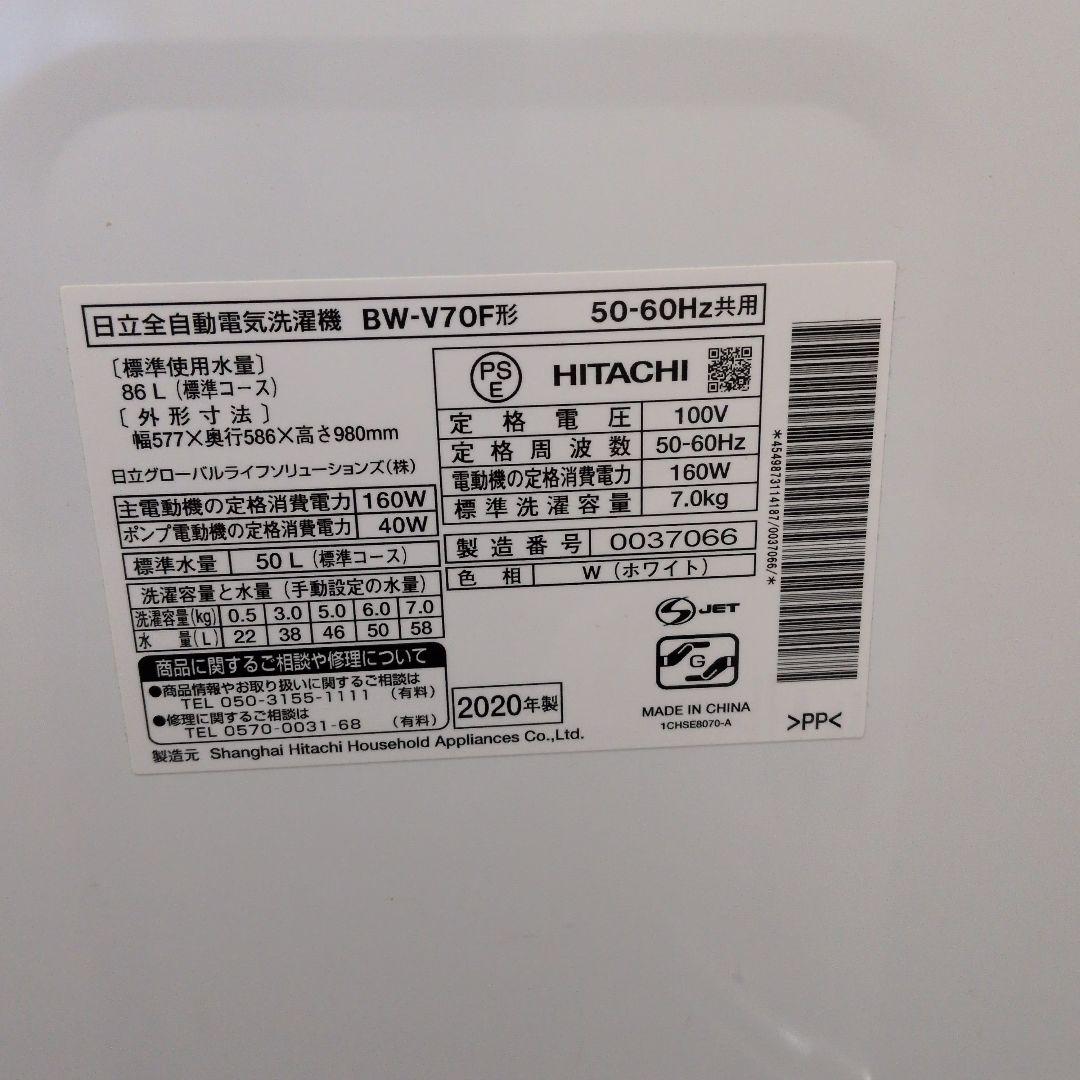 日立全自動電気洗濯機 BW-V70F形 50-60Hz共用
〔標準使用水量〕
86 L (標準コース)
〔外形寸法〕
幅577×奥行586×高さ980mm
日立グローバルライフソリューションズ(株)
主電動機の定格消費電力 160W
ポンプ電動機の定格消費電力 40W
標準水量 50 L (標準コース)
洗濯容量と水量 (手動設定の水量)
洗濯容量(kg) 0.5 3.0 5.0 6.0 7.0
水量(L) 22 38 46 50 58
商品に関するご相談や修理について
●商品情報やお取り扱いに関するご相談は
TEL 050-3155-1111 (有料)
●修理に関するご相談は
TEL 0570-0031-68 (有料)
製造元 Shanghai Hitachi Household Appliances Co.,Ltd.
PS
E
HITACHI
定格電圧 100V
定格周波数 50-60Hz
電動機の定格消費電力 160W
標準洗濯容量 7.0kg
製造番号 0037066
色相 W (ホワイト)
JET
G
2020年製
MADE IN CHINA
1CHSE8070-A
>PP<
*4549873114187/0037066/*